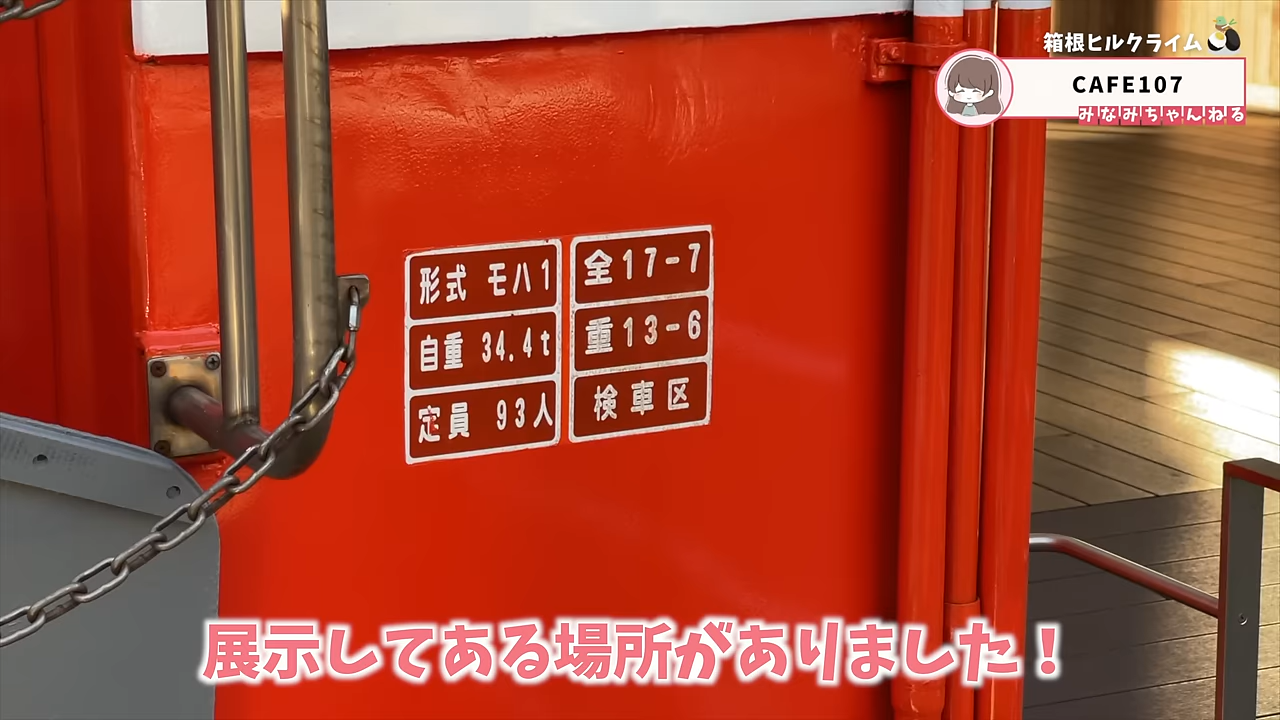 箱根ヒルクライム
CAFE107
みなみちゃんねる
形式 モハ1
自重 34.4t
定員 93人
全17-7
重13-6
検車区
展示してある場所がありました！